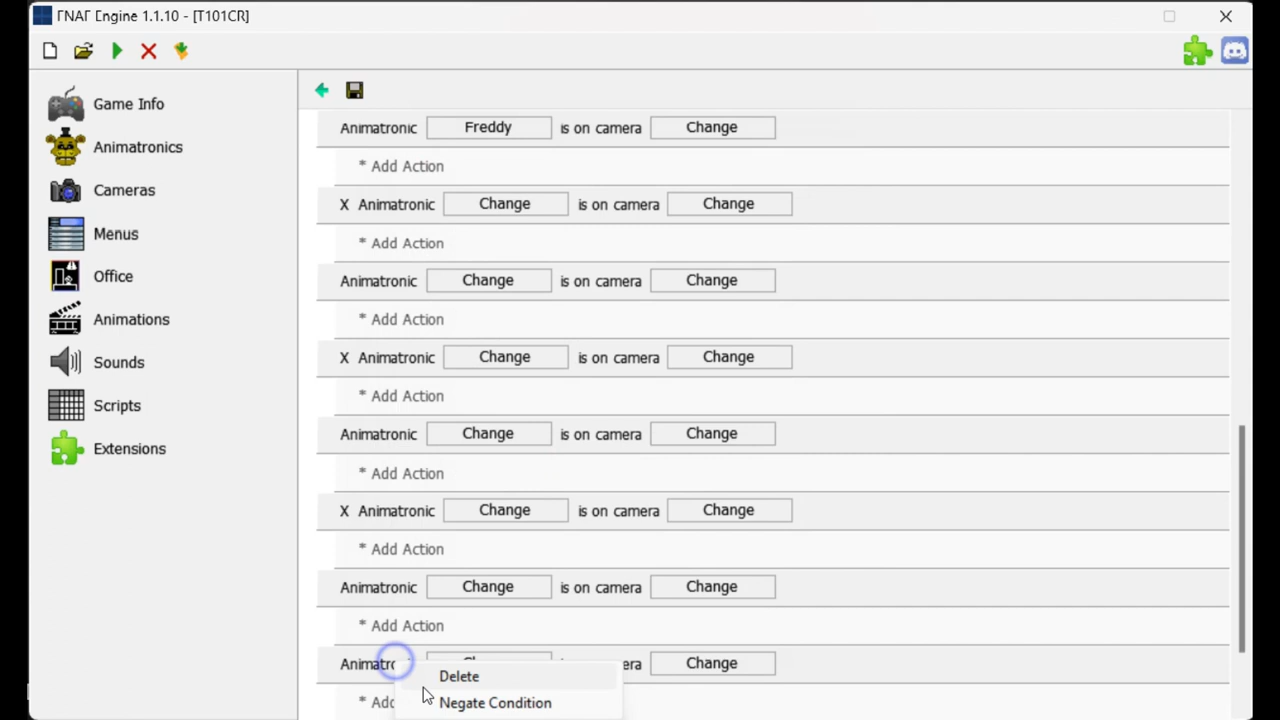 ГNAГ Engine 1.1.10 - [T101CR]
Game Info
Animatronics
Cameras
Menus
Office
Animations
Sounds
Scripts
Extensions
Animatronic Freddy is on camera Change
* Add Action
X Animatronic Change is on camera Change
* Add Action
Animatronic Change is on camera Change
* Add Action
X Animatronic Change is on camera Change
* Add Action
Animatronic Change is on camera Change
* Add Action
X Animatronic Change is on camera Change
* Add Action
Animatronic Change is on camera Change
* Add Action
Change
Delete
Negate Condition